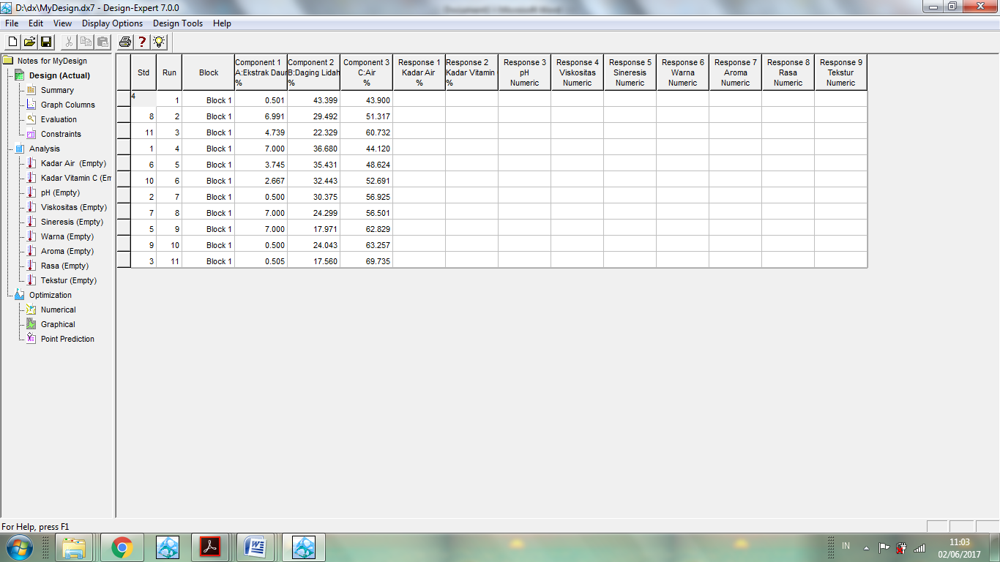 D:\dx\MyDesign.dx7 - Design-Expert 7.0.0
File Edit View Display Options Design Tools Help
Notes for MyDesign
Design (Actual)
Summary
Graph Columns
Evaluation
Constraints
Analysis
Kadar Air (Empty)
Kadar Vitamin C (Em
pH (Empty)
Viskositas (Empty)
Sineresis (Empty)
Warna (Empty)
Aroma (Empty)
Rasa (Empty)
Tekstur (Empty)
Optimization
Numerical
Graphical
Point Prediction
Component 1 Component 2 Component 3 Response 1 Response 2 Response 3 Response 4 Response 5 Response 6 Response 7 Response 8 Response 9
Std Run Block A:Ekstrak Daun B:Daging Lidah C:Air Kadar Air Kadar Vitamin pH Viskositas Sineresis Warna Aroma Rasa Tekstur
% % % % % Numeric Numeric Numeric Numeric Numeric Numeric Numeric
4 1 Block 1 0.501 43.399 43.900
8 2 Block 1 6.991 29.492 51.317
11 3 Block 1 4.739 22.329 60.732
1 4 Block 1 7.000 36.680 44.120
6 5 Block 1 3.745 35.431 48.624
10 6 Block 1 2.667 32.443 52.691
2 7 Block 1 0.500 30.375 56.925
7 8 Block 1 7.000 24.299 56.501
5 9 Block 1 7.000 17.971 62.829
9 10 Block 1 0.500 24.043 63.257
3 11 Block 1 0.505 17.560 69.735
For Help, press F1
IN
11:03
02/06/2017